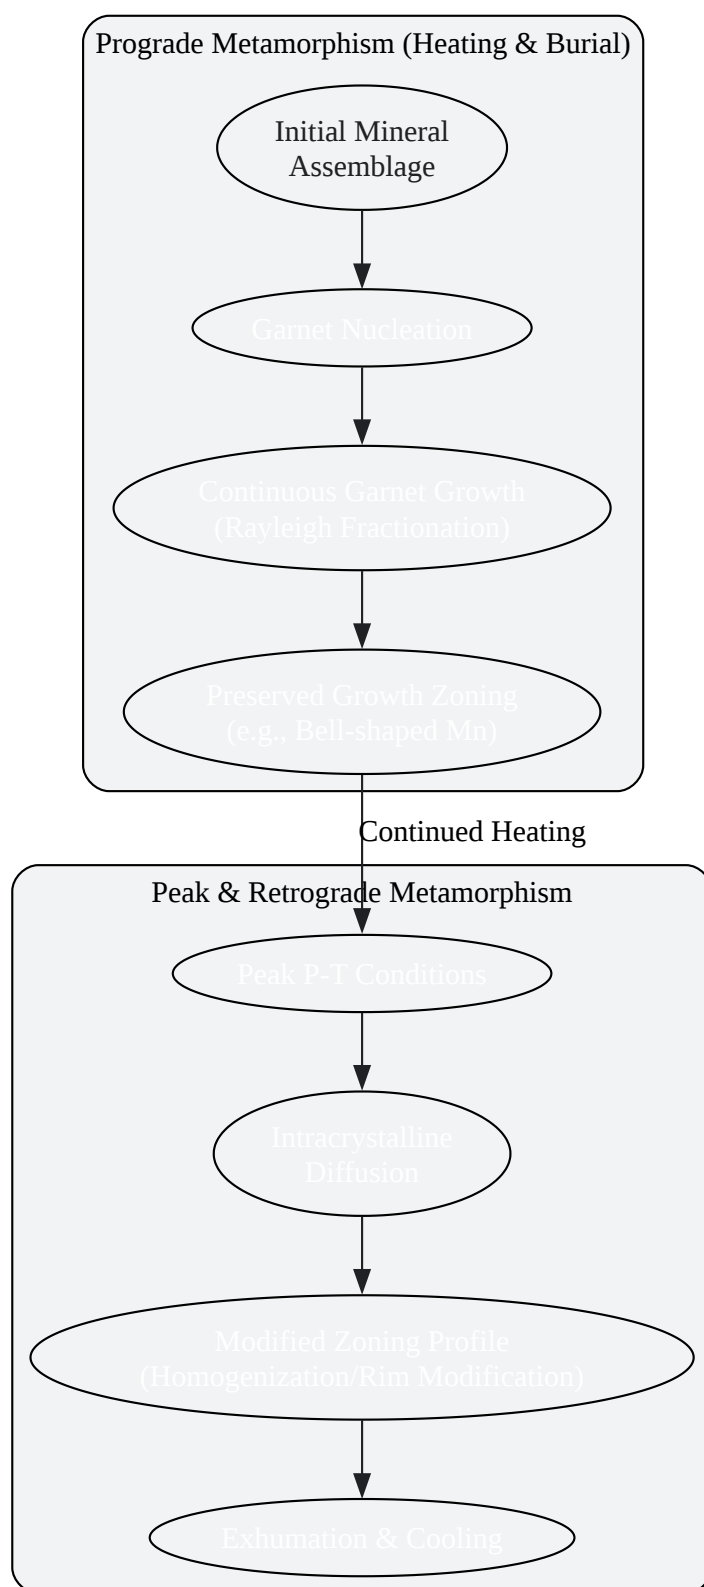 Prograde Metamorphism (Heating & Burial)
Initial Mineral
Assemblage
Garnet Nucleation
Continuous Garnet Growth
(Rayleigh Fractionation)
Preserved Growth Zoning
(e.g., Bell-shaped Mn)
Continued Heating
Peak & Retrograde Metamorphism
Peak P-T Conditions
Intracrystalline
Diffusion
Modified Zoning Profile
(Homogenization/Rim Modification)
Exhumation & Cooling